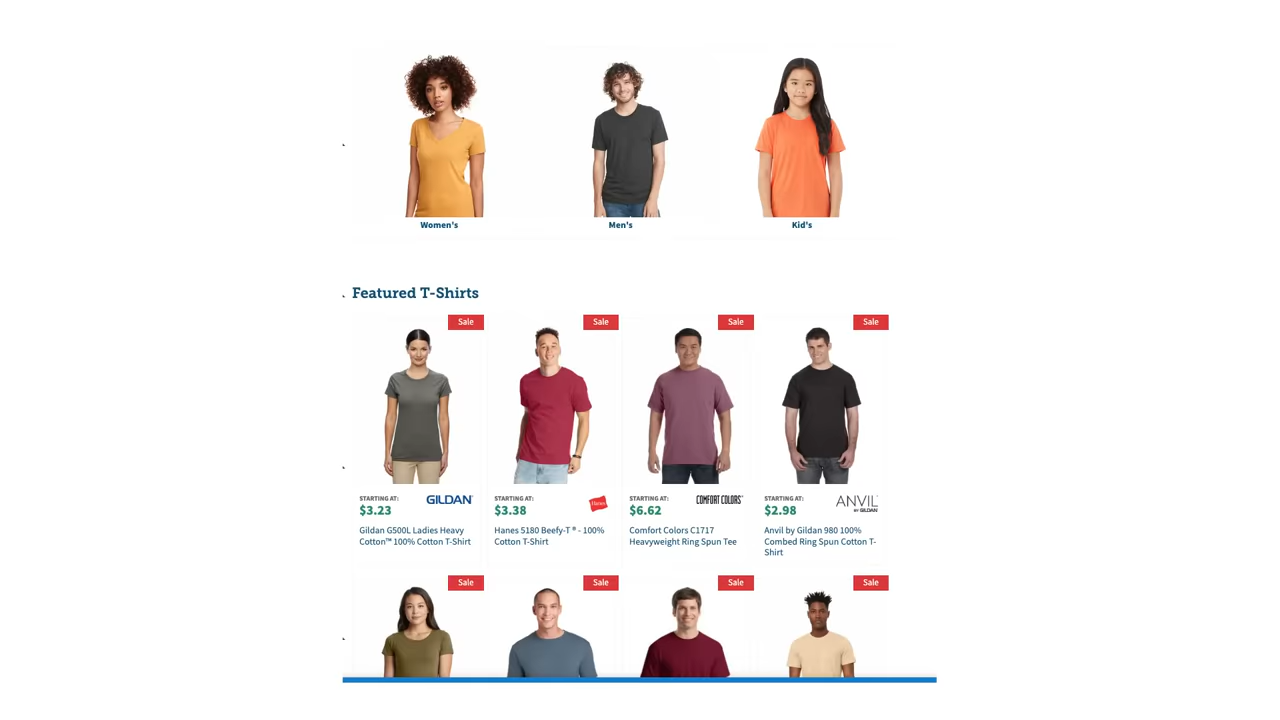 Women's
Men's
Kid's
Featured T-Shirts
Sale
Sale
Sale
Sale
STARTING AT:
$3.23
GILDAN
Gildan G500L Ladies Heavy
Cotton™ 100% Cotton T-Shirt
STARTING AT:
$3.38
Hanes
Hanes 5180 Beefy-T ® - 100%
Cotton T-Shirt
STARTING AT:
$6.62
COMFORT COLORS
Comfort Colors C1717
Heavyweight Ring Spun Tee
STARTING AT:
$2.98
ANVIL
BY GILDAN
Anvil by Gildan 980 100%
Combed Ring Spun Cotton T-
Shirt
Sale
Sale
Sale
Sale